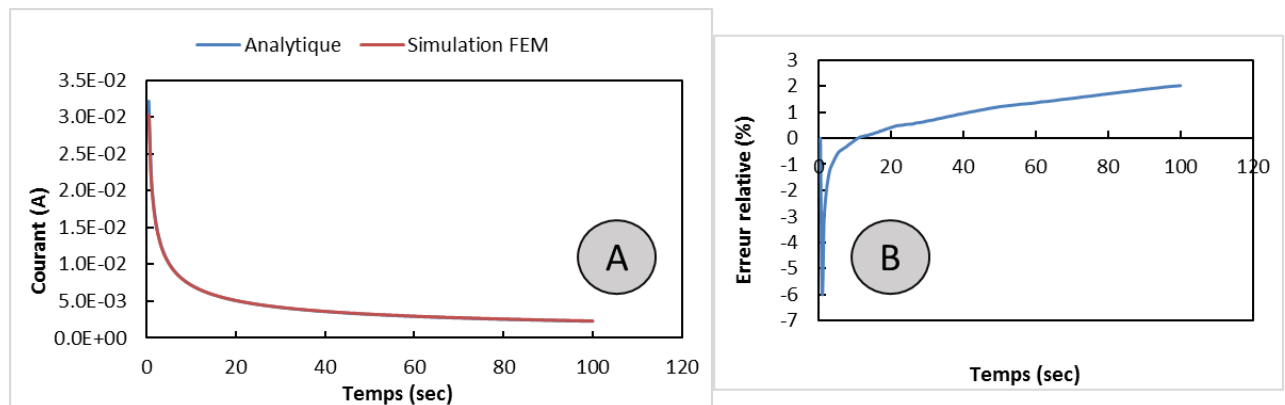 Analytique Simulation FEM
3.5E-02
3.0E-02
2.5E-02
2.0E-02
1.5E-02
1.0E-02
5.0E-03
0.0E+00
Courant (A)
0 20 40 60 80 100 120
Temps (sec)
A
3
2
1
0
-1
-2
-3
-4
-5
-6
-7
Erreur relative (%)
0 20 40 60 80 100 120
Temps (sec)
B